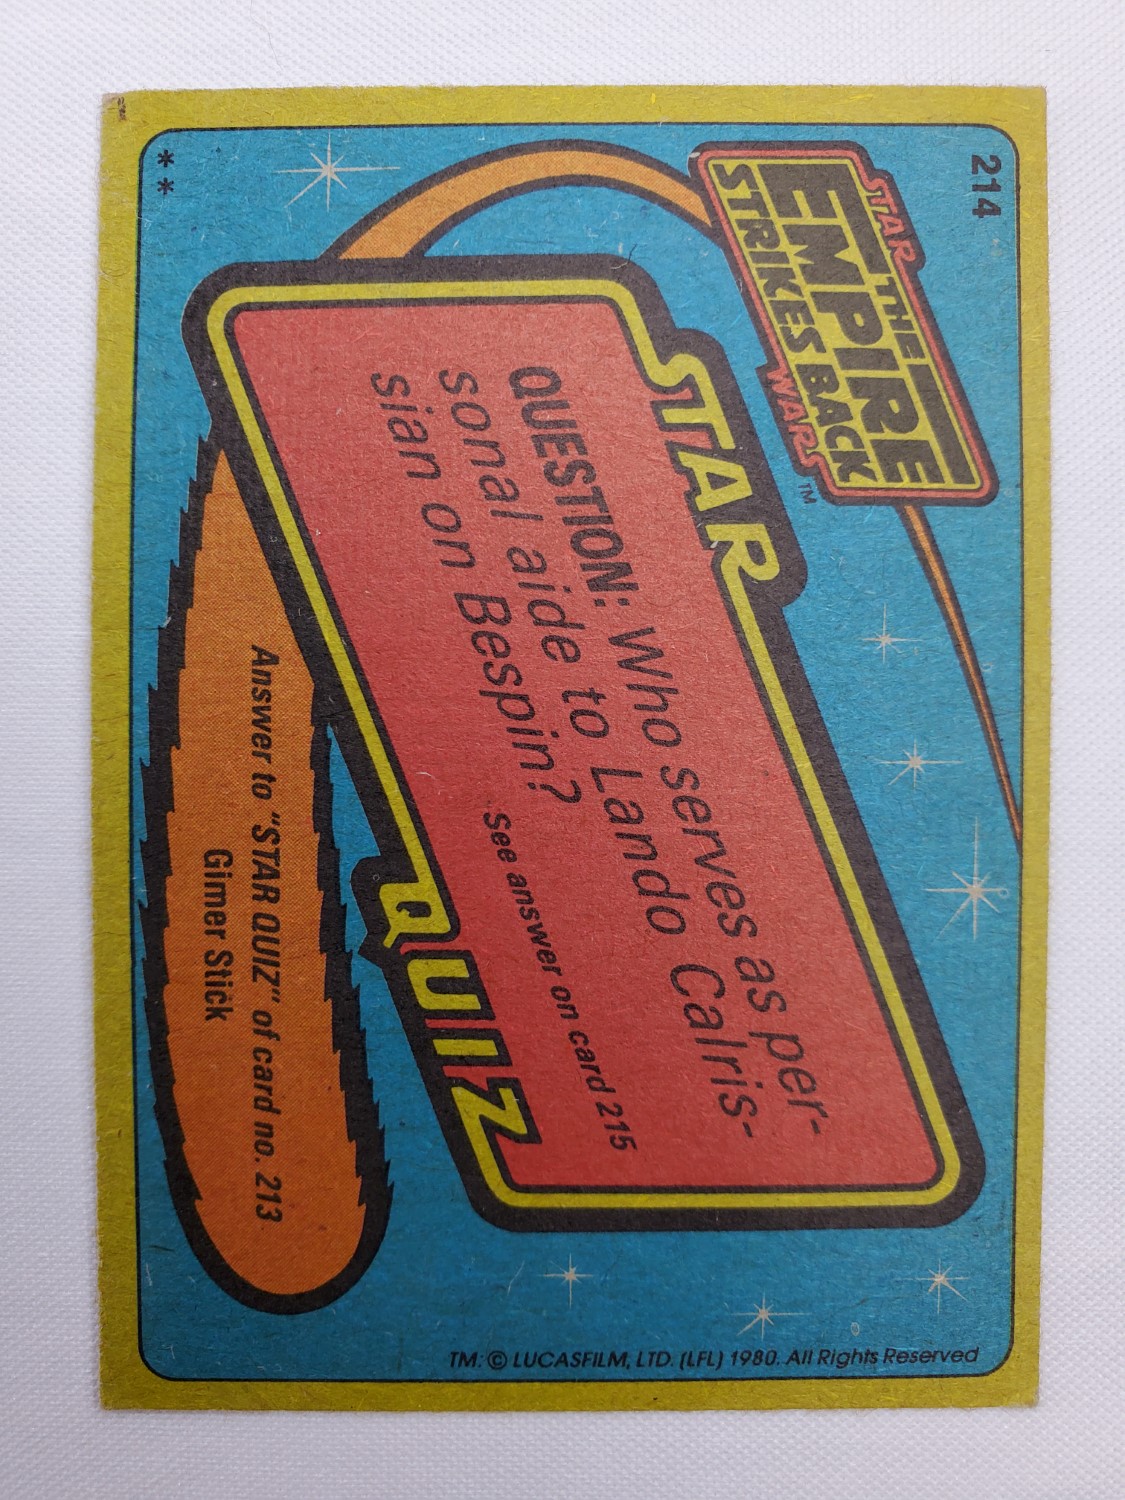 214
STAR
THE
EMPIRE
STRIKES BACK
WARS
TM
STAR
QUESTION: Who serves as per-
sonal aide to Lando Calris-
sian on Bespin?
See answer on card 215
QUIZ
Answer to "STAR QUIZ" of card no. 213
Gimer Stick
**
TM: © LUCASFILM, LTD. (LFL) 1980. All Rights Reserved